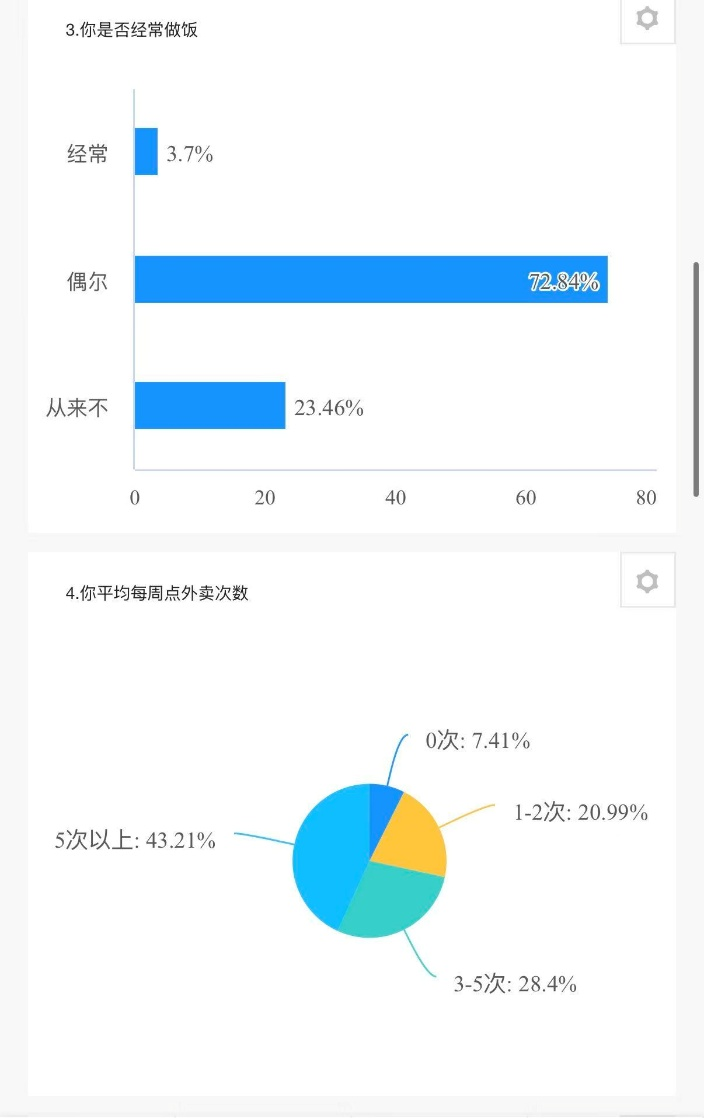 3.你是否经常做饭
经常
3.7%
偶尔
72.84%
从来不
23.46%
0 20 40 60 80
4.你平均每周点外卖次数
0次: 7.41%
1-2次: 20.99%
5次以上: 43.21%
3-5次: 28.4%